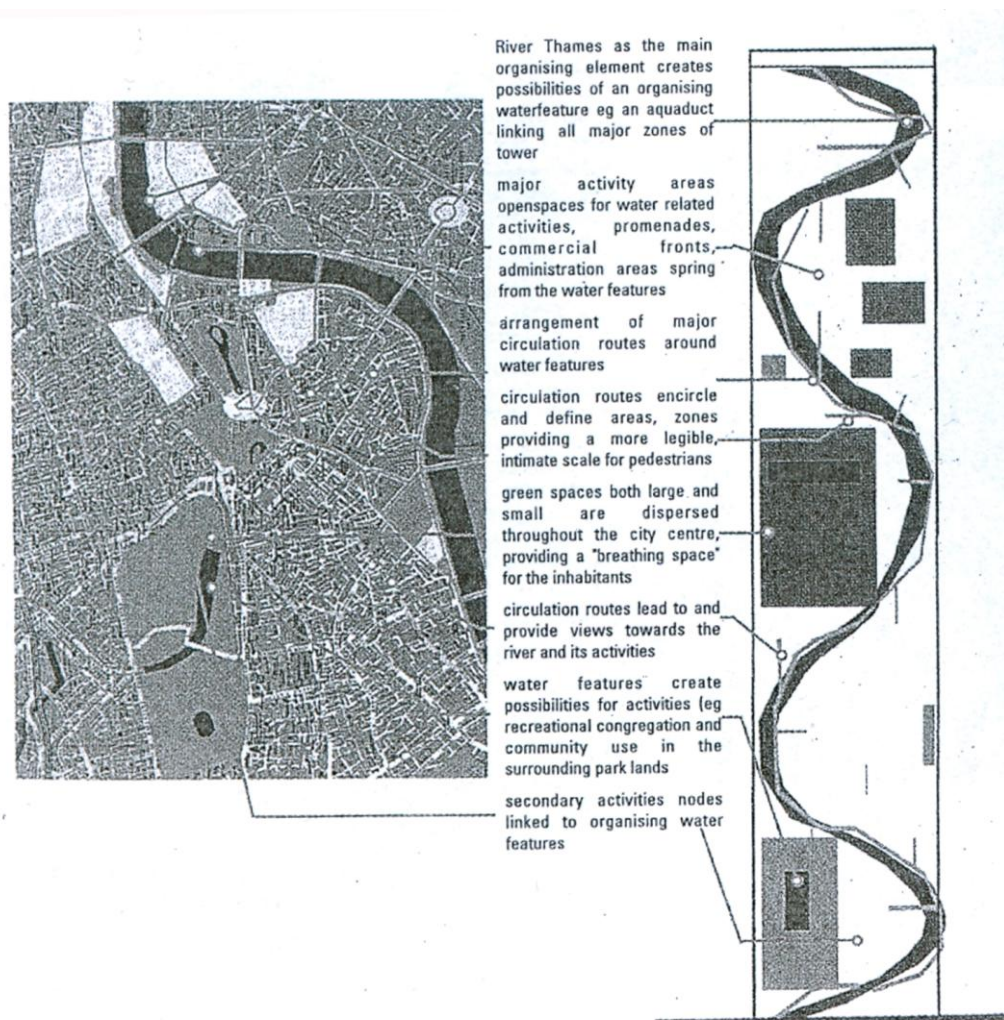 River Thames as the main
organising element creates
possibilities of an organising
waterfeature eg an aquaduct
linking all major zones of
tower
major activity areas
openspaces for water related
activities, promenades,
commercial fronts,
administration areas spring
from the water features
arrangement of major
circulation routes around
water features
circulation routes encircle
and define areas, zones
providing a more legible,
intimate scale for pedestrians
green spaces both large and
small are dispersed
throughout the city centre,
providing a "breathing space"
for the inhabitants
circulation routes lead to and
provide views towards the
river and its activities
water features create
possibilities for activities (eg
recreational congregation and
community use in the
surrounding park lands
secondary activities nodes
linked to organising water
features